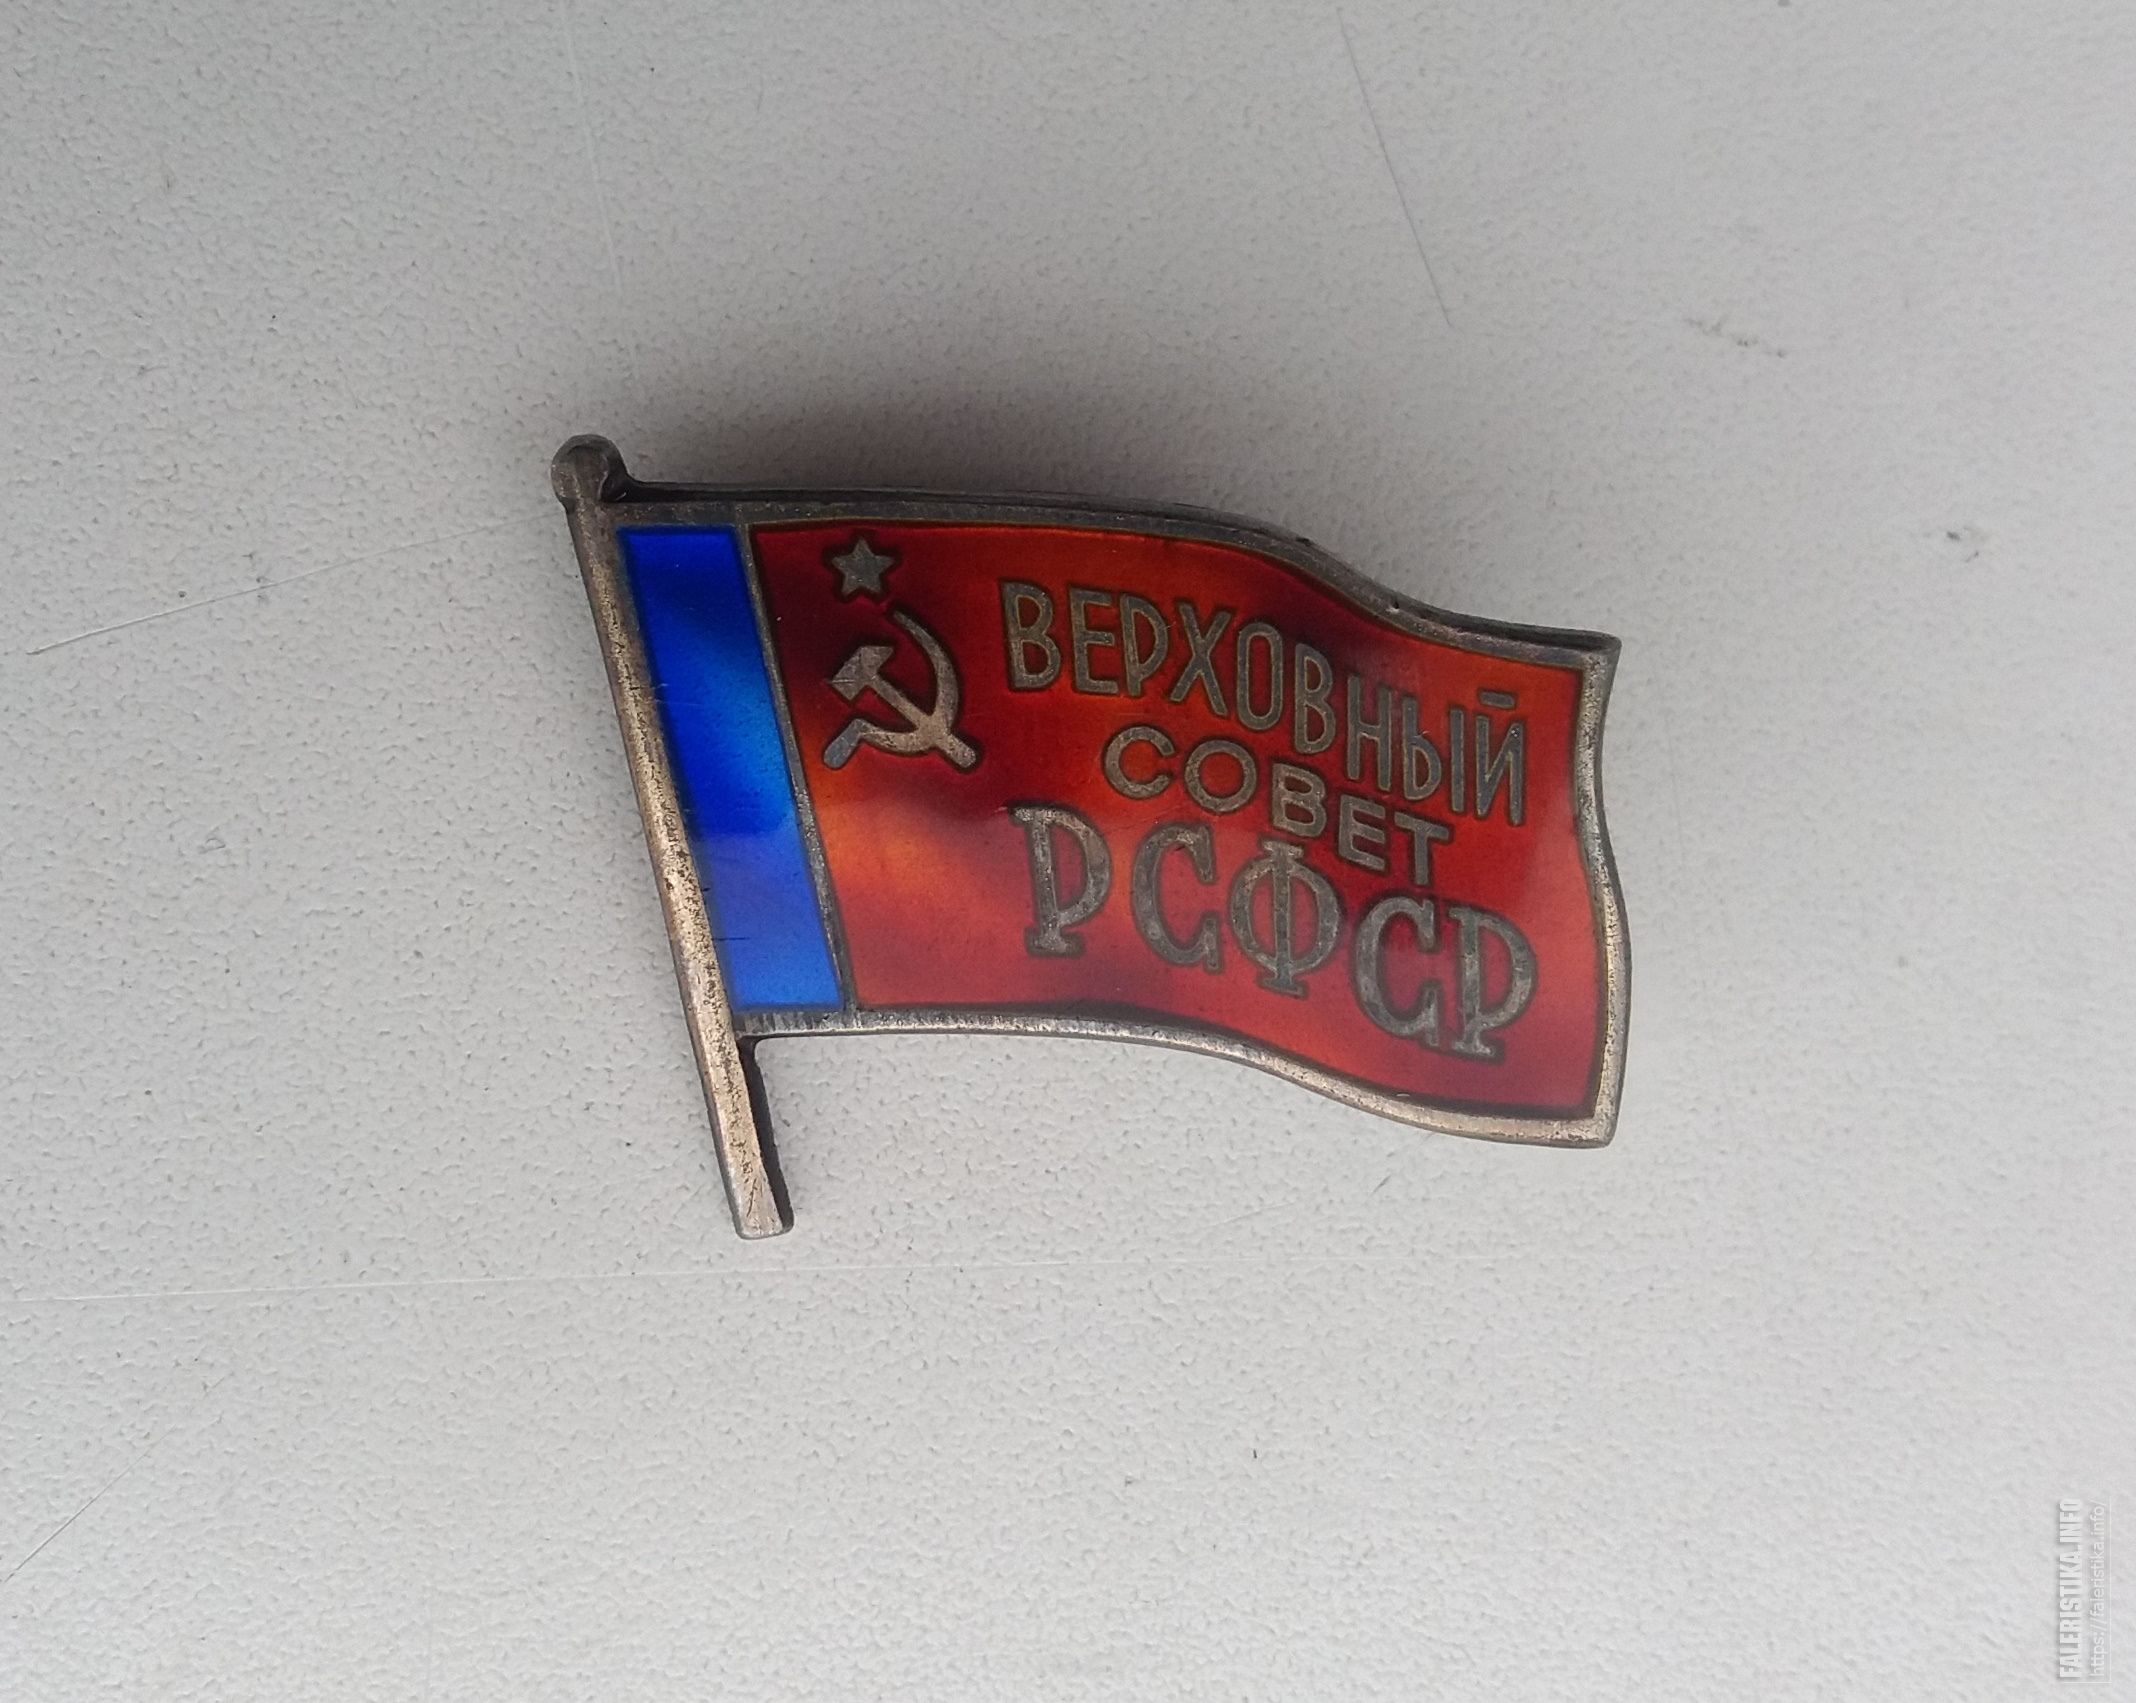 ВЕРХОВНЫЙ
СОВЕТ
РСФСР
FALERISTIKA.INFO
https://faleristika.info